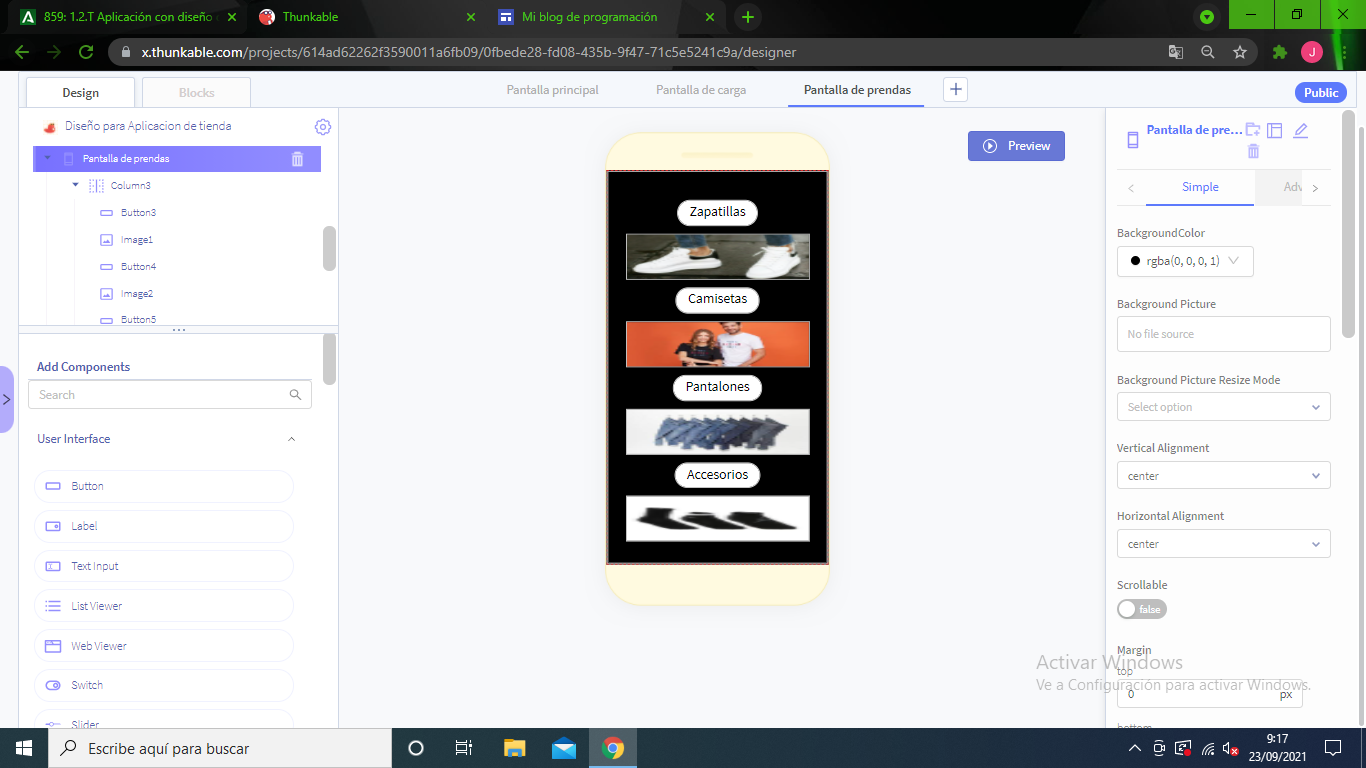 859: 1.2.T Aplicación con diseño
Thunkable
Mi blog de programación
x.thunkable.com/projects/614ad62262f3590011a6fb09/0fbede28-fd08-435b-9f47-71c5e5241c9a/designer
J
Design
Blocks
Pantalla principal
Pantalla de carga
Pantalla de prendas
Public
Diseño para Aplicacion de tienda
Pantalla de prendas
Column3
Button3
Image1
Button4
Image2
Button5
Add Components
Search
User Interface
Button
Label
Text Input
List Viewer
Web Viewer
Switch
Slider
Preview
Zapatillas
Camisetas
Pantalones
Accesorios
Pantalla de pre...
Simple
Adv
BackgroundColor
rgba(0, 0, 0, 1)
Background Picture
No file source
Background Picture Resize Mode
Select option
Vertical Alignment
center
Horizontal Alignment
center
Scrollable
false
Margin
top
0 px
bottom
Activar Windows
Ve a Configuración para activar Windows.
Escribe aquí para buscar
9:17
23/09/2021